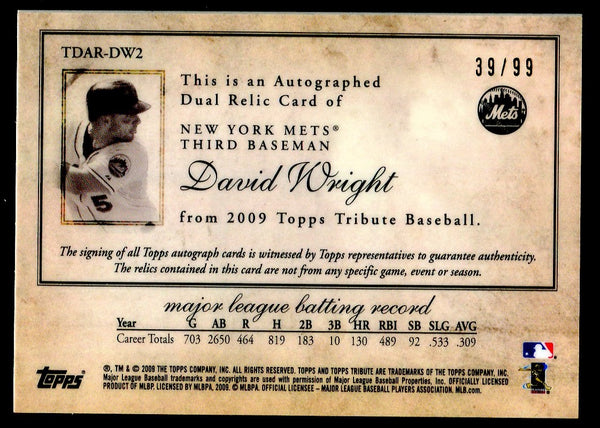 TDAR-DW2
39/99
This is an Autographed
Dual Relic Card of
Mets
NEW YORK METS®
THIRD BASEMAN
5
David Wright
from 2009 Topps Tribute Baseball.
The signing of all Topps autograph cards is witnessed by Topps representatives to guarantee authenticity.
The relics contained in this card are not from any specific game, event or season.
major league batting record
Year G AB R H 2B 3B HR RBI SB SLG AVG
Career Totals 703 2650 464 819 183 10 130 489 92 .533 .309
Topps
®, TM & © 2009 THE TOPPS COMPANY, INC. ALL RIGHTS RESERVED. TOPPS AND TOPPS TRIBUTE ARE TRADEMARKS OF THE TOPPS COMPANY, INC.
Major League Baseball trademarks and copyrights are used with permission of Major League Baseball Properties, Inc. OFFICIALLY LICENSED
PRODUCT OF MLBP. LICENSED BY MLBPA. 2009. © MLBPA. OFFICIAL LICENSEE - MAJOR LEAGUE BASEBALL PLAYERS ASSOCIATION. MLB.com.